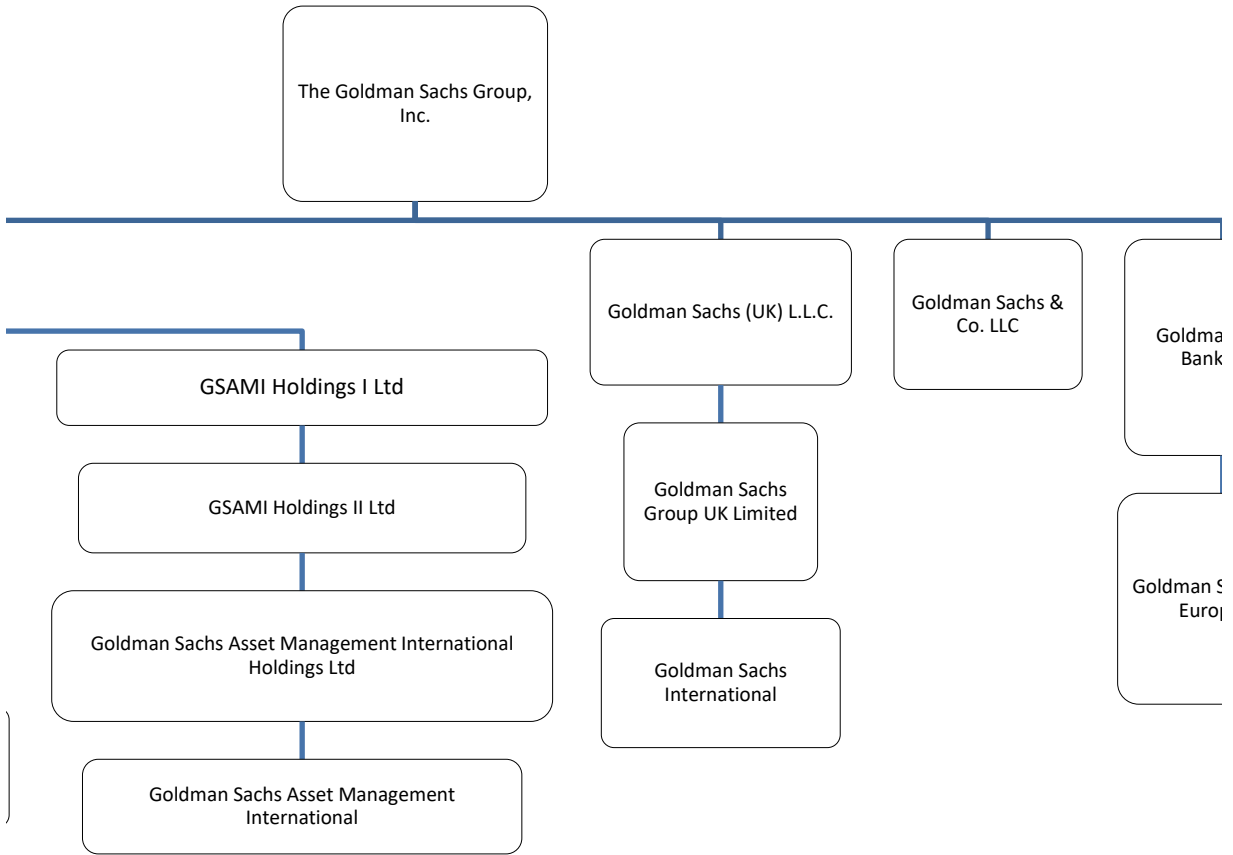 The Goldman Sachs Group,
Inc.
Goldman Sachs (UK) L.L.C.
Goldman Sachs &
Co. LLC
Bank
GSAMI Holdings I Ltd
GSAMI Holdings II Ltd
Goldman Sachs
Group UK Limited
Goldman
Goldman Sachs Asset Management International
Holdings Ltd
Goldman Sachs
International
Goldman Sachs Asset Management
International